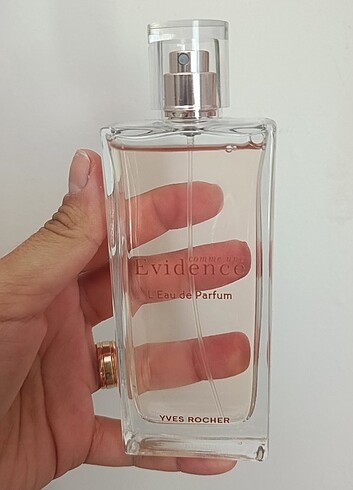 comme une
Evidence
L'Eau de Parfum
YVES ROCHER